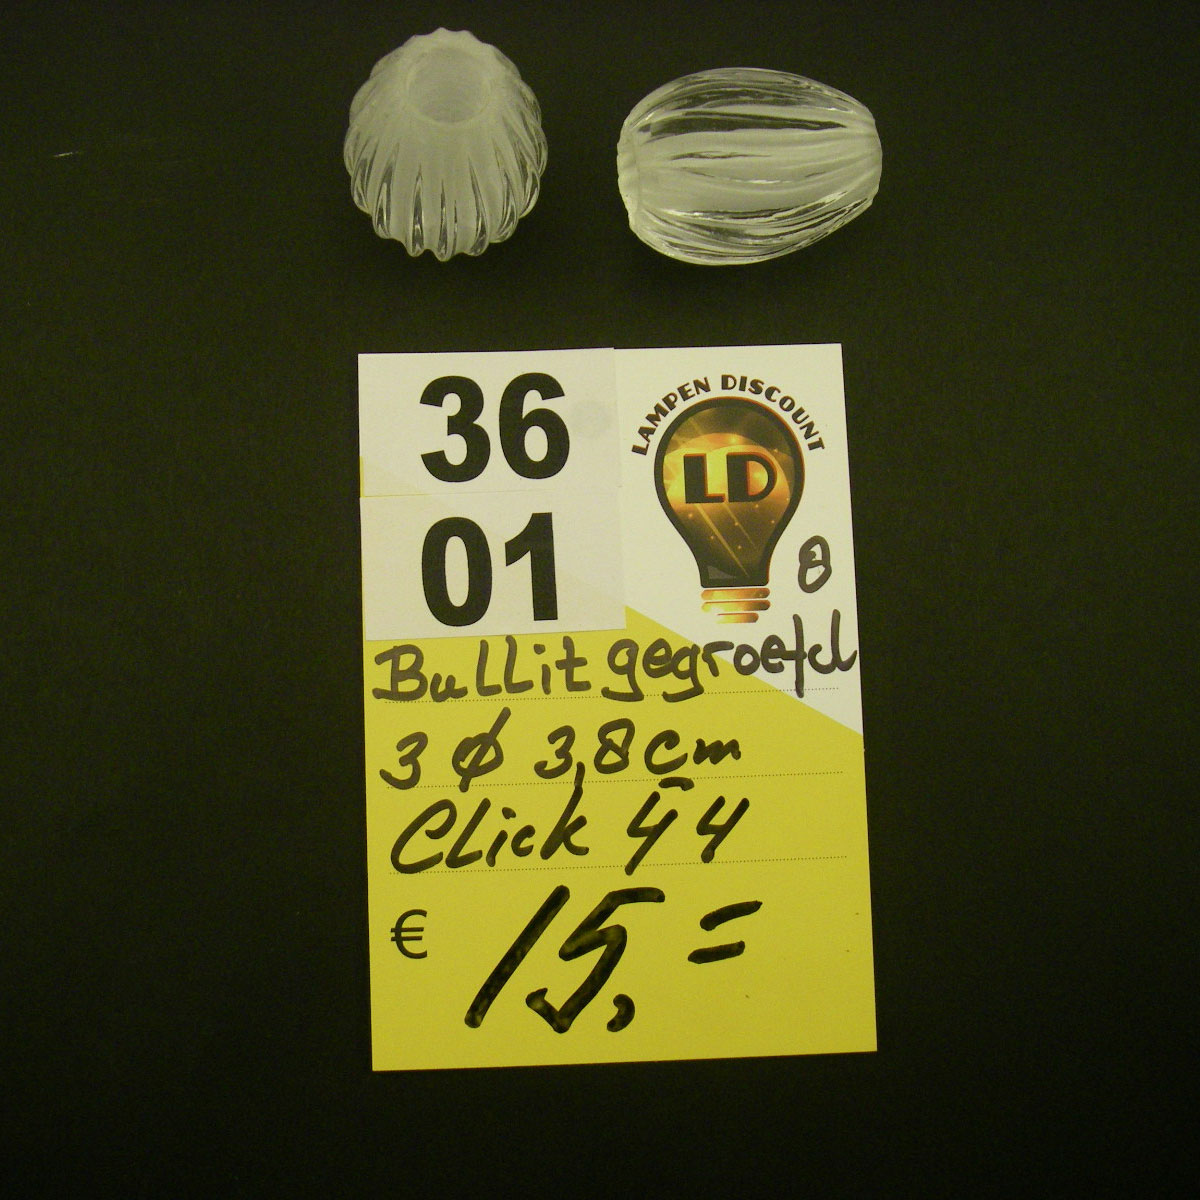 36
01
LAMPEN DISCOUNT
LD
8
Bullit gegroefd
3 Ø 3,8 cm
Click 44
€ 15,=